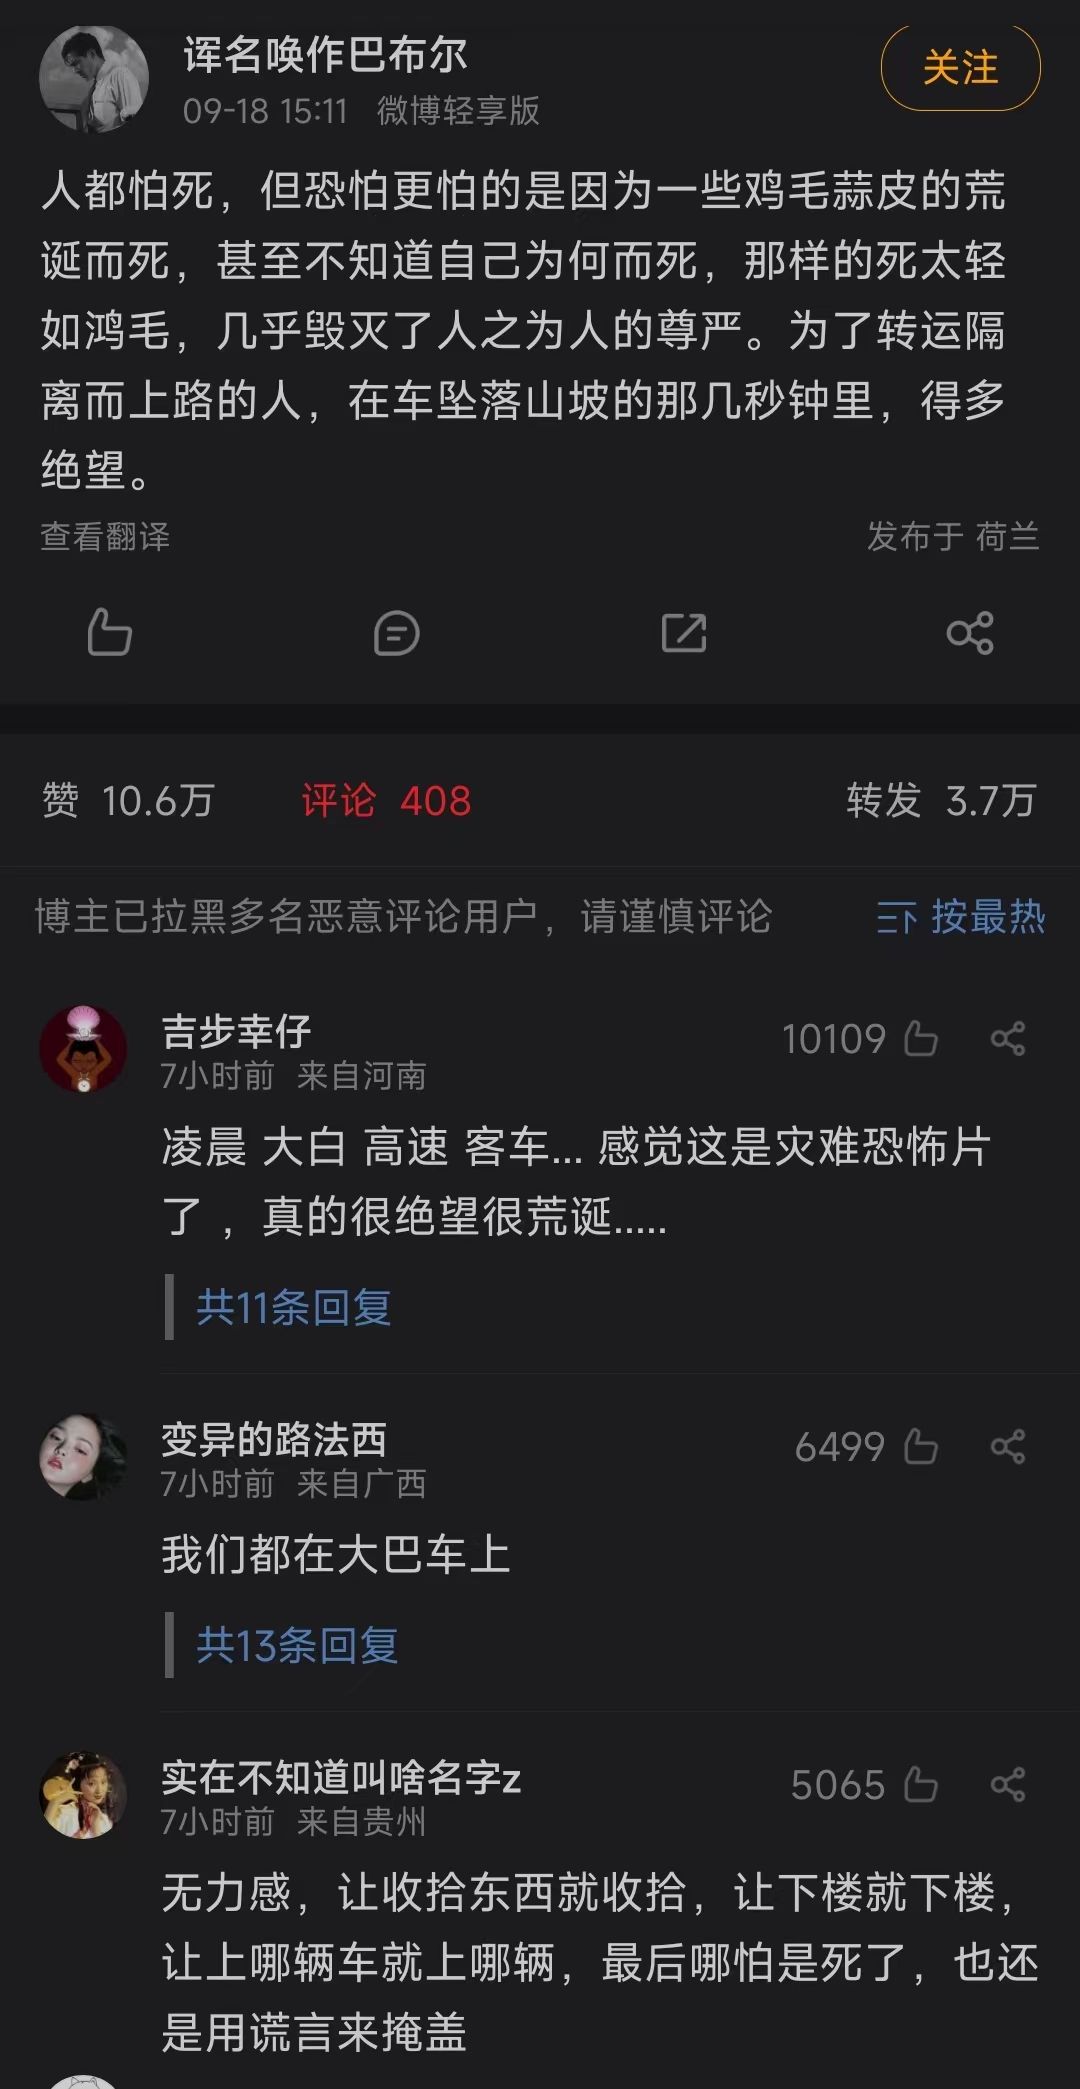 诨名唤作巴布尔
关注
09-18 15:11 微博轻享版
人都怕死，但恐怕更怕的是因为一些鸡毛蒜皮的荒
诞而死，甚至不知道自己为何而死，那样的死太轻
如鸿毛，几乎毁灭了人之为人的尊严。为了转运隔
离而上路的人，在车坠落山坡的那几秒钟里，得多
绝望。
查看翻译
发布于 荷兰
赞 10.6万 评论 408 转发 3.7万
博主已拉黑多名恶意评论用户，请谨慎评论 按最热
吉步幸仔
10109
7小时前 来自河南
凌晨 大白 高速 客车... 感觉这是灾难恐怖片
了 ，真的很绝望很荒诞.....
共11条回复
变异的路法西
6499
7小时前 来自广西
我们都在大巴车上
共13条回复
实在不知道叫啥名字z
5065
7小时前 来自贵州
无力感，让收拾东西就收拾，让下楼就下楼，
让上哪辆车就上哪辆，最后哪怕是死了，也还
是用谎言来掩盖